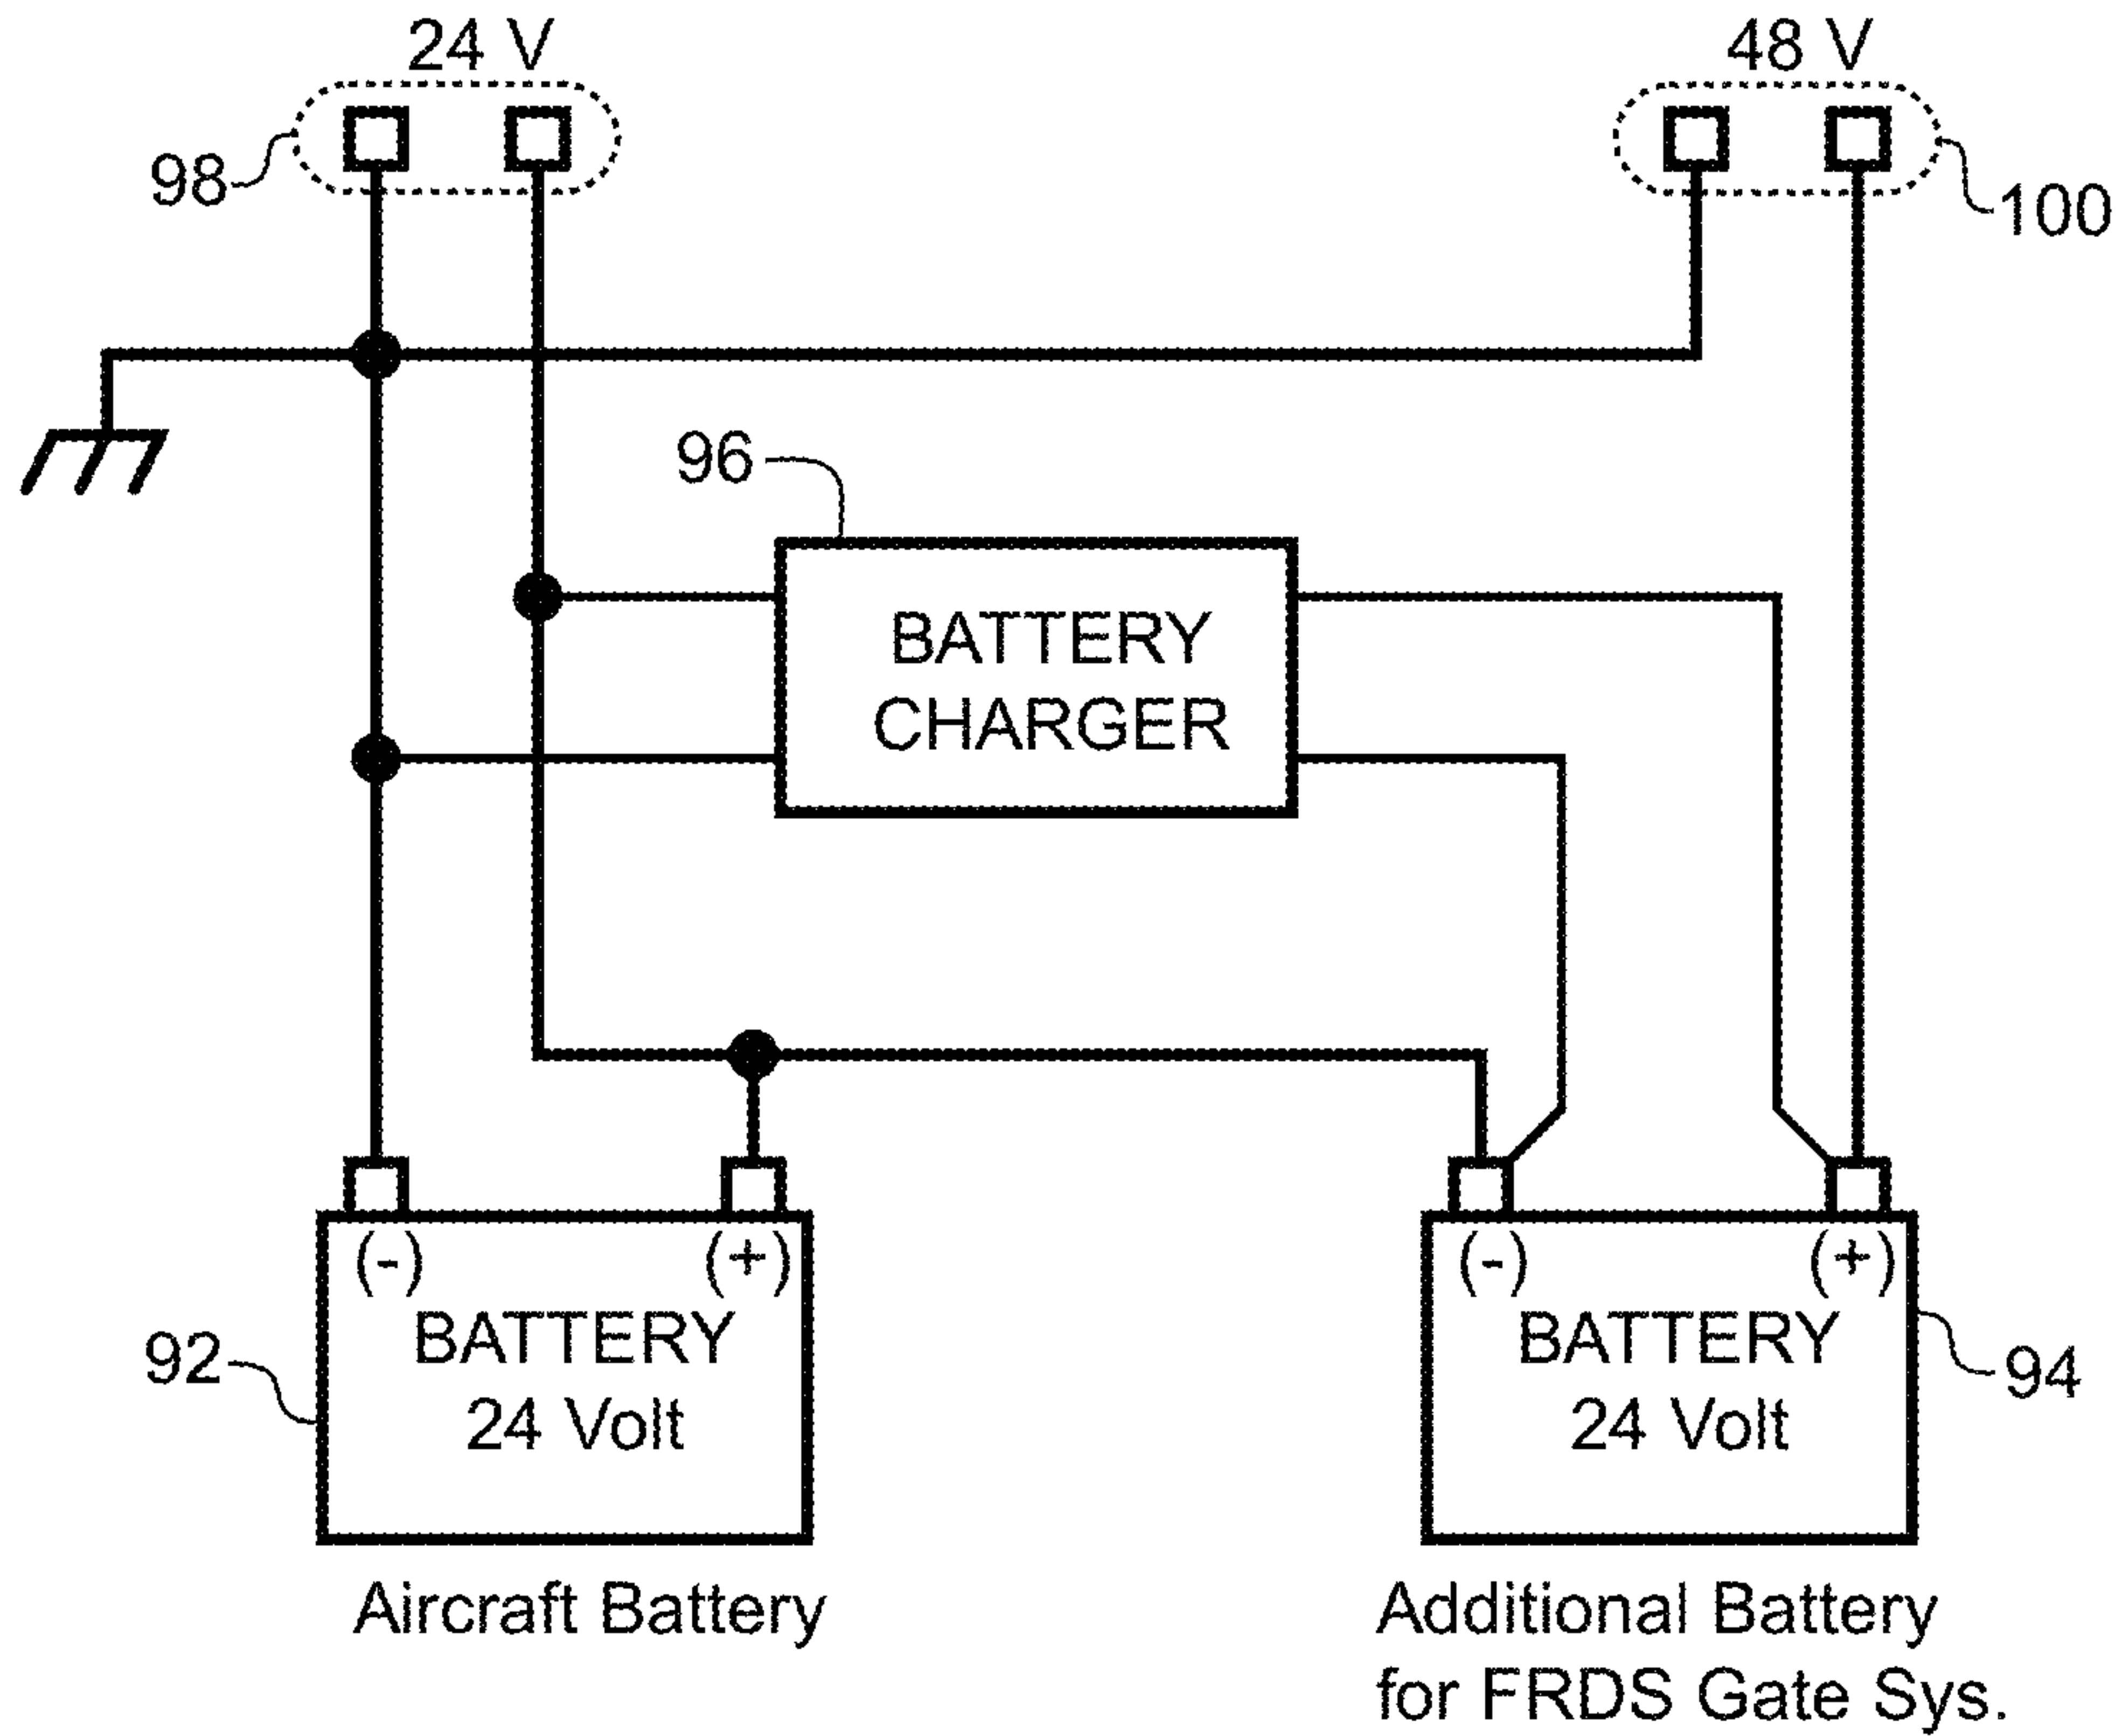 24 V
48 V
98
100
96
BATTERY
CHARGER
(-)
(+)
(-)
(+)
BATTERY
24 Volt
BATTERY
24 Volt
92
94
Aircraft Battery
Additional Battery
for FRDS Gate Sys.